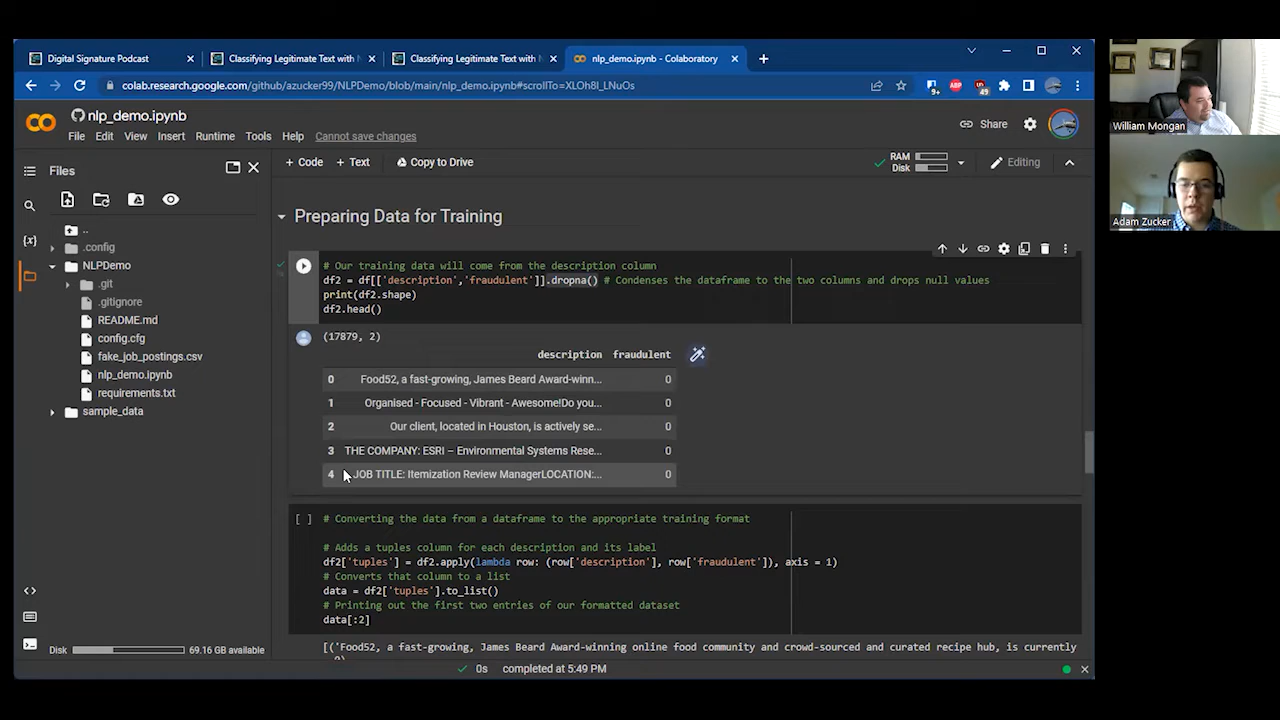 Digital Signature Podcast
Classifying Legitimate Text with N
Classifying Legitimate Text with N
nlp_demo.ipynb - Colaboratory
colab.research.google.com/github/azucker99/NLPDemo/blob/main/nlp_demo.ipynb#scrollTo=XLOh8I_LNuOs
9+
ABP
49
William Mongan
Adam Zucker
nlp_demo.ipynb
File Edit View Insert Runtime Tools Help Cannot save changes
Share
Files
+ Code + Text Copy to Drive
RAM
Disk
Editing
..
.config
NLPDemo
.git
.gitignore
README.md
config.cfg
fake_job_postings.csv
nlp_demo.ipynb
requirements.txt
sample_data
Disk 69.16 GB available
Preparing Data for Training
# Our training data will come from the description column
df2 = df[['description','fraudulent']].dropna() # Condenses the dataframe to the two columns and drops null values
print(df2.shape)
df2.head()
(17879, 2)
description fraudulent
0 Food52, a fast-growing, James Beard Award-winn... 0
1 Organised - Focused - Vibrant - Awesome!Do you... 0
2 Our client, located in Houston, is actively se... 0
3 THE COMPANY: ESRI – Environmental Systems Rese... 0
4 JOB TITLE: Itemization Review ManagerLOCATION:... 0
[ ] # Converting the data from a dataframe to the appropriate training format
# Adds a tuples column for each description and its label
df2['tuples'] = df2.apply(lambda row: (row['description'], row['fraudulent']), axis = 1)
# Converts that column to a list
data = df2['tuples'].to_list()
# Printing out the first two entries of our formatted dataset
data[:2]
[('Food52, a fast-growing, James Beard Award-winning online food community and crowd-sourced and curated recipe hub, is currently
0s completed at 5:49 PM